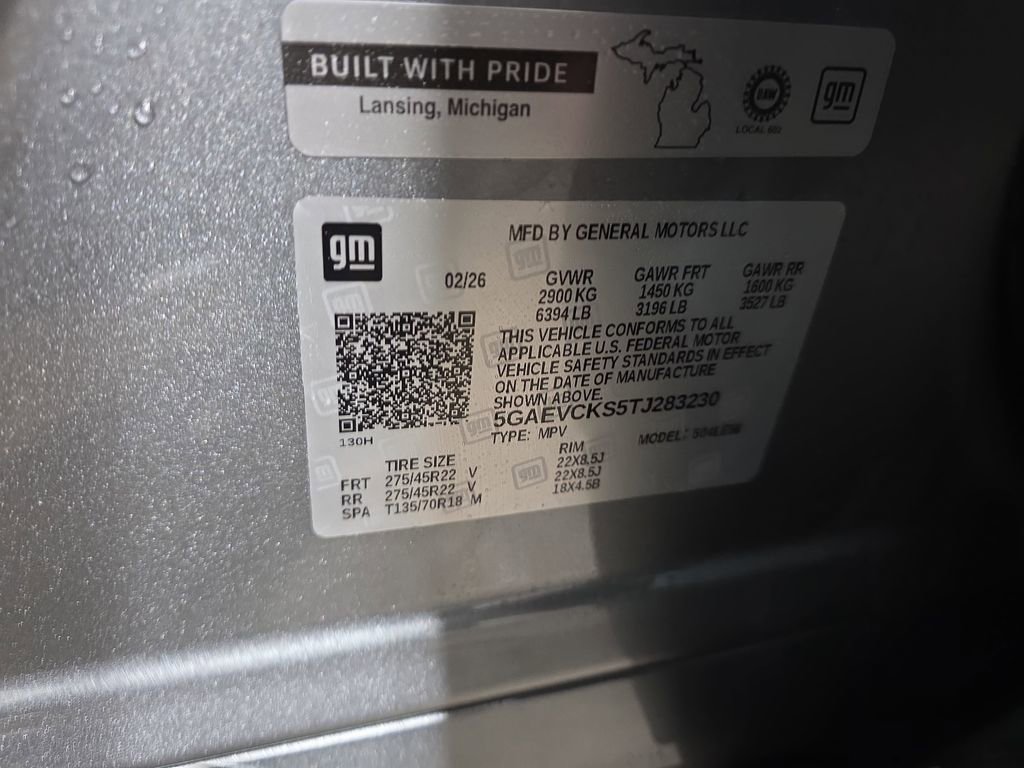 BUILT WITH PRIDE
Lansing, Michigan
UAW
LOCAL 602
gm
gm
MFD BY GENERAL MOTORS LLC
02/26
GVWR GAWR FRT GAWR RR
2900 KG 1450 KG 1600 KG
6394 LB 3196 LB 3527 LB
THIS VEHICLE CONFORMS TO ALL
APPLICABLE U.S. FEDERAL MOTOR
VEHICLE SAFETY STANDARDS IN EFFECT
ON THE DATE OF MANUFACTURE
SHOWN ABOVE.
5GAEVCKS5TJ283230
TYPE: MPV MODEL:
130H
TIRE SIZE RIM
FRT 275/45R22 V 22X8.5J
RR 275/45R22 V 22X8.5J
SPA T135/70R18 M 18X4.5B